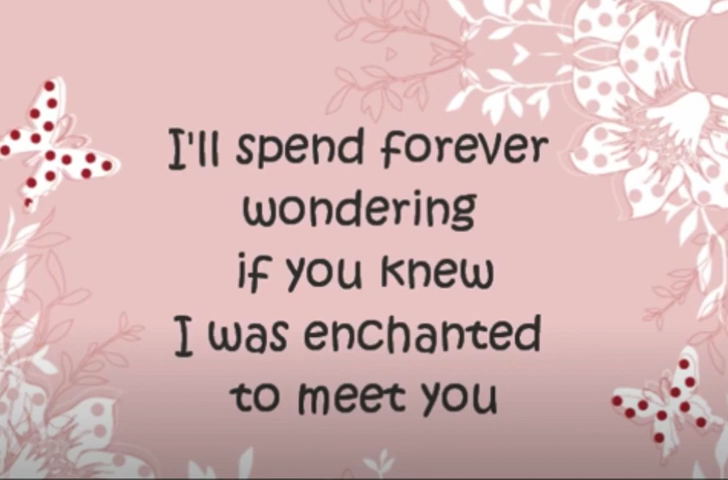 I'll spend forever
wondering
if you knew
I was enchanted
to meet you